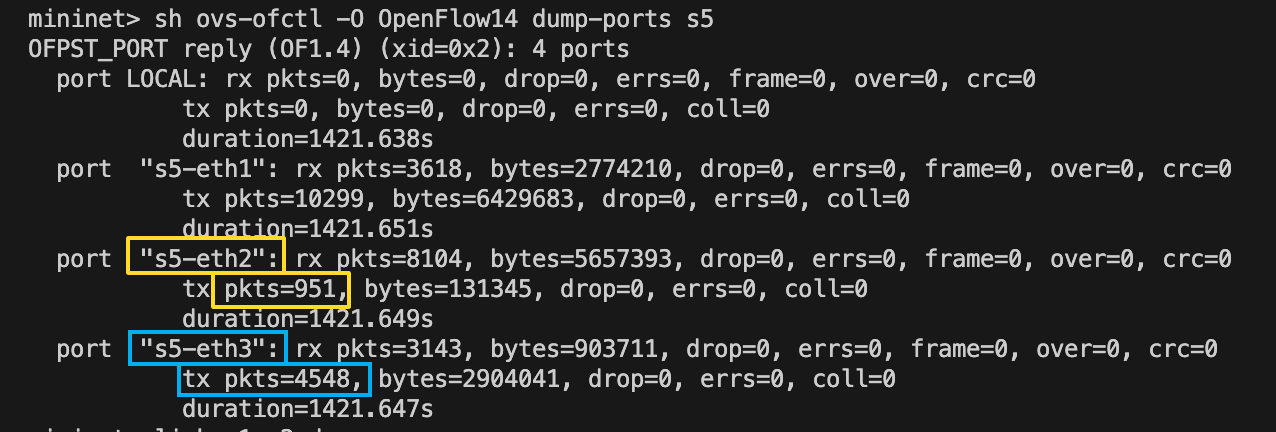 mininet> sh ovs-ofctl -O OpenFlow14 dump-ports s5
OFPST_PORT reply (OF1.4) (xid=0x2): 4 ports
  port LOCAL: rx pkts=0, bytes=0, drop=0, errs=0, frame=0, over=0, crc=0
           tx pkts=0, bytes=0, drop=0, errs=0, coll=0
           duration=1421.638s
  port  "s5-eth1": rx pkts=3618, bytes=2774210, drop=0, errs=0, frame=0, over=0, crc=0
           tx pkts=10299, bytes=6429683, drop=0, errs=0, coll=0
           duration=1421.651s
  port  "s5-eth2": rx pkts=8104, bytes=5657393, drop=0, errs=0, frame=0, over=0, crc=0
           tx pkts=951, bytes=131345, drop=0, errs=0, coll=0
           duration=1421.649s
  port  "s5-eth3": rx pkts=3143, bytes=903711, drop=0, errs=0, frame=0, over=0, crc=0
           tx pkts=4548, bytes=2904041, drop=0, errs=0, coll=0
           duration=1421.647s